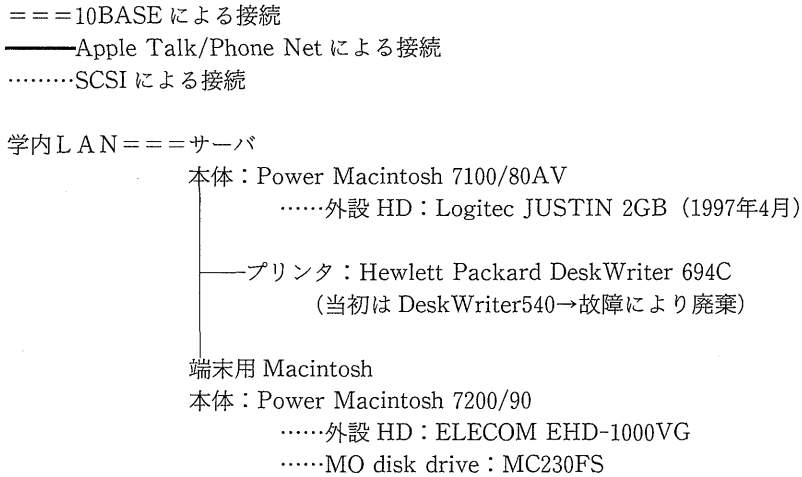 ＝＝＝10BASEによる接続
―――Apple Talk/Phone Netによる接続
………SCSIによる接続
学内LAN＝＝＝サーバ
本体：Power Macintosh 7100/80AV
……外設HD：Logitec JUSTIN 2GB（1997年4月）
プリンタ：Hewlett Packard DeskWriter 694C
（当初はDeskWriter540→故障により廃棄）
端末用Macintosh
本体：Power Macintosh 7200/90
……外設HD：ELECOM EHD-1000VG
……MO disk drive：MC230FS